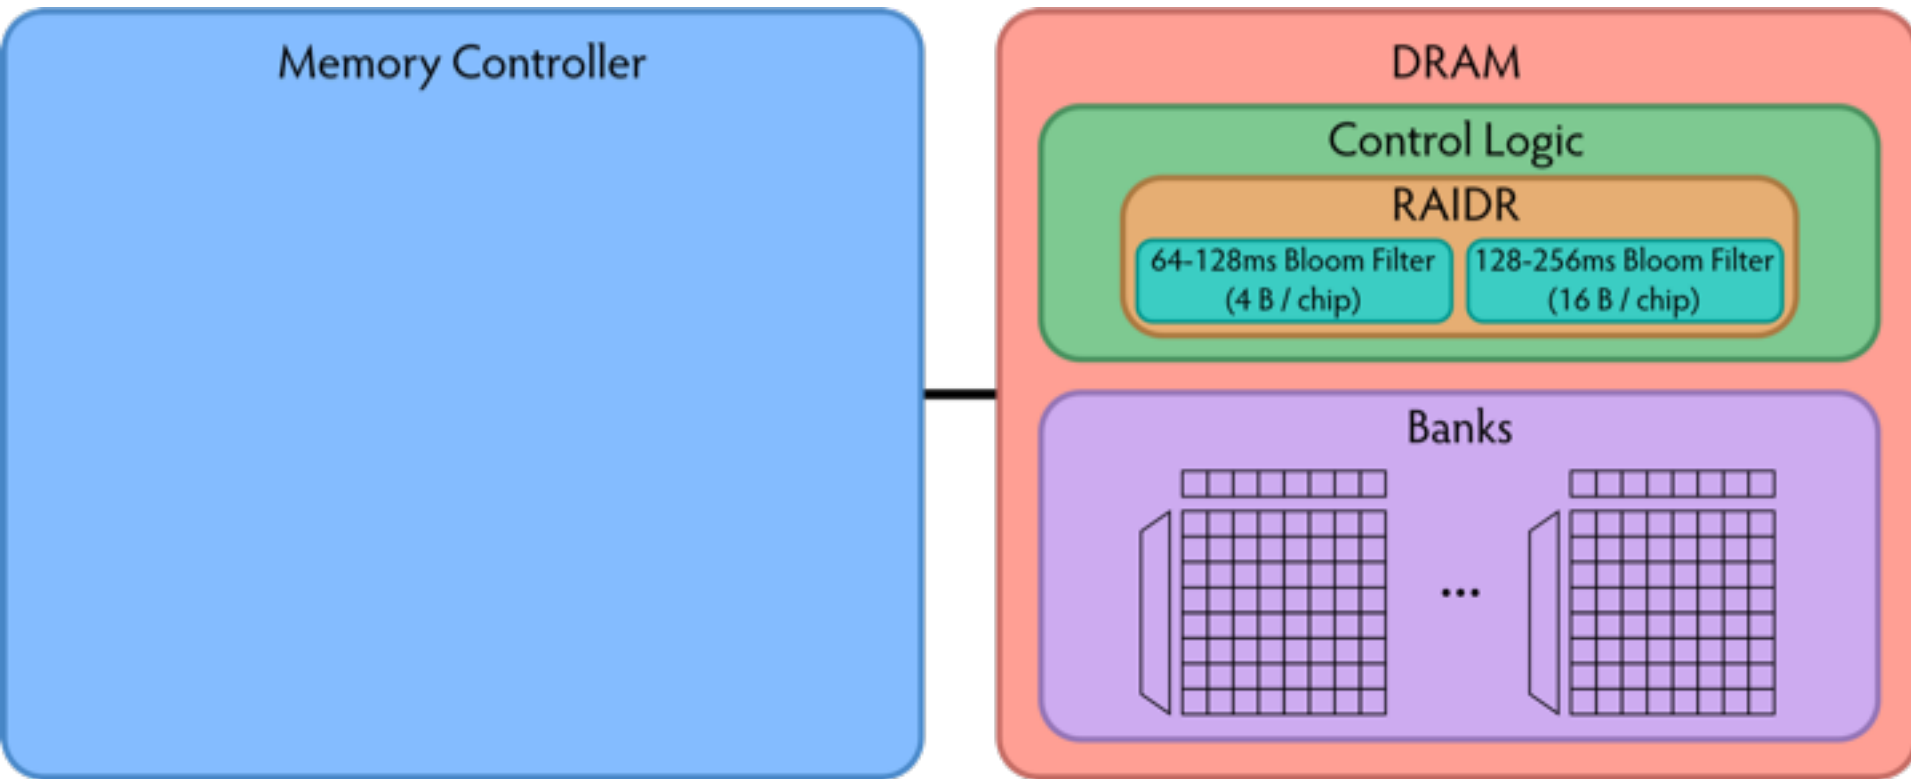 Memory Controller
DRAM
Control Logic
RAIDR
64-128ms Bloom Filter
(4 B / chip)
128-256ms Bloom Filter
(16 B / chip)
Banks
...